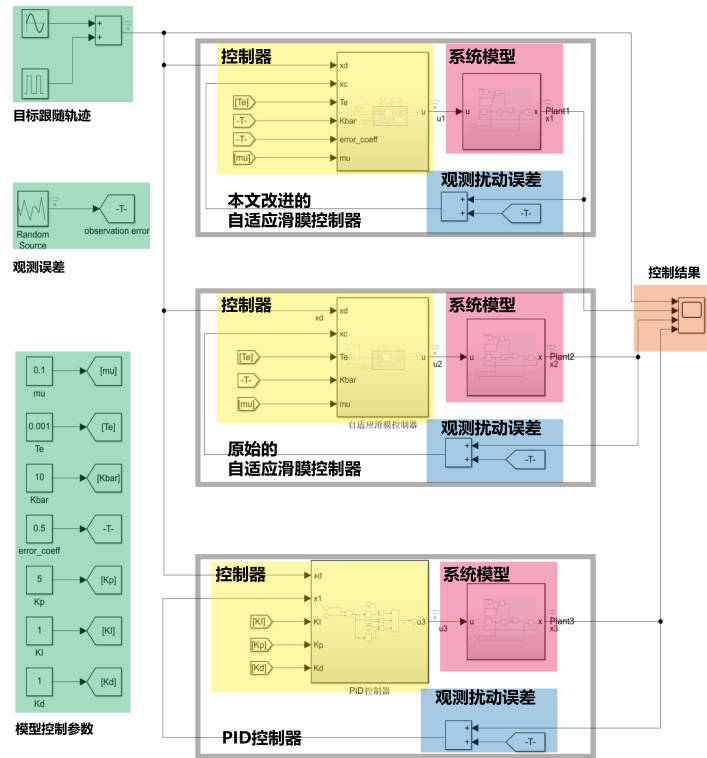 +
+
目标跟随轨迹
Random
Source
-T-
observation error
观测误差
0.1
mu
[mu]
0.001
Te
[Te]
10
Kbar
[Kbar]
0.5
error_coeff
-T-
5
Kp
[Kp]
1
KI
[KI]
1
Kd
[Kd]
模型控制参数
控制器
xd
xc
[Te]
Te
-T-
Kbar
-T-
error_coeff
[mu]
mu
u
u1
系统模型
u
x
Plant1
x1
观测扰动误差
+
+
-T-
本文改进的
自适应滑膜控制器
控制器
xd
xd
xc
[Te]
Te
-T-
Kbar
[mu]
mu
u
u2
自适应滑膜控制器
系统模型
u
x
Plant2
x2
观测扰动误差
+
+
-T-
原始的
自适应滑膜控制器
控制器
xd
x1
[KI]
KI
[Kp]
Kp
[Kd]
Kd
u3
u3
PID控制器
系统模型
u
x
Plant3
x3
观测扰动误差
+
+
-T-
PID控制器
控制结果